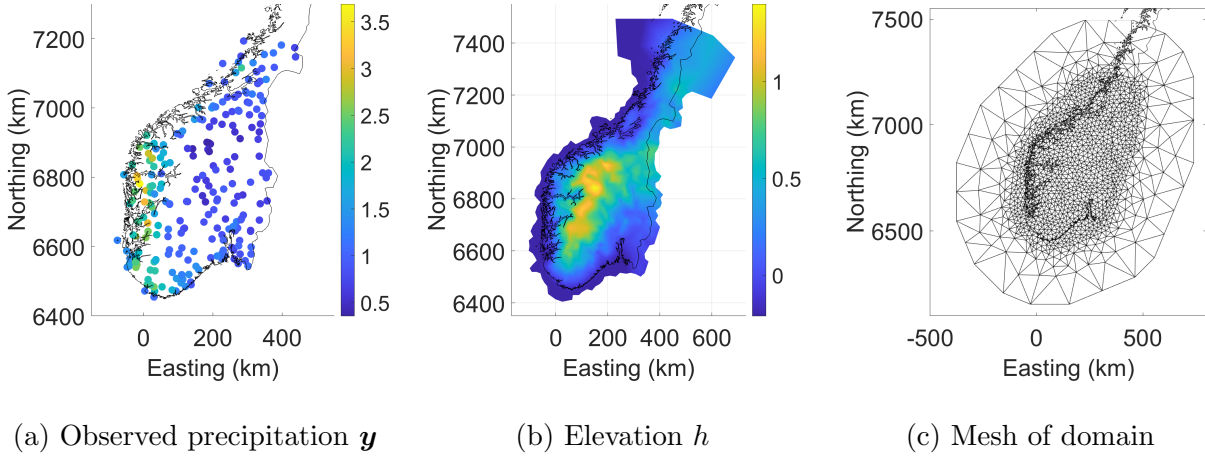 7200
7000
6800
6600
6400
Northing (km)
0 200 400
Easting (km)
3.5
3
2.5
2
1.5
1
0.5
7400
7200
7000
6800
6600
6400
Northing (km)
0 200 400 600
Easting (km)
1
0.5
0
7500
7000
6500
Northing (km)
-500 0 500
Easting (km)
(a) Observed precipitation y
(b) Elevation h
(c) Mesh of domain